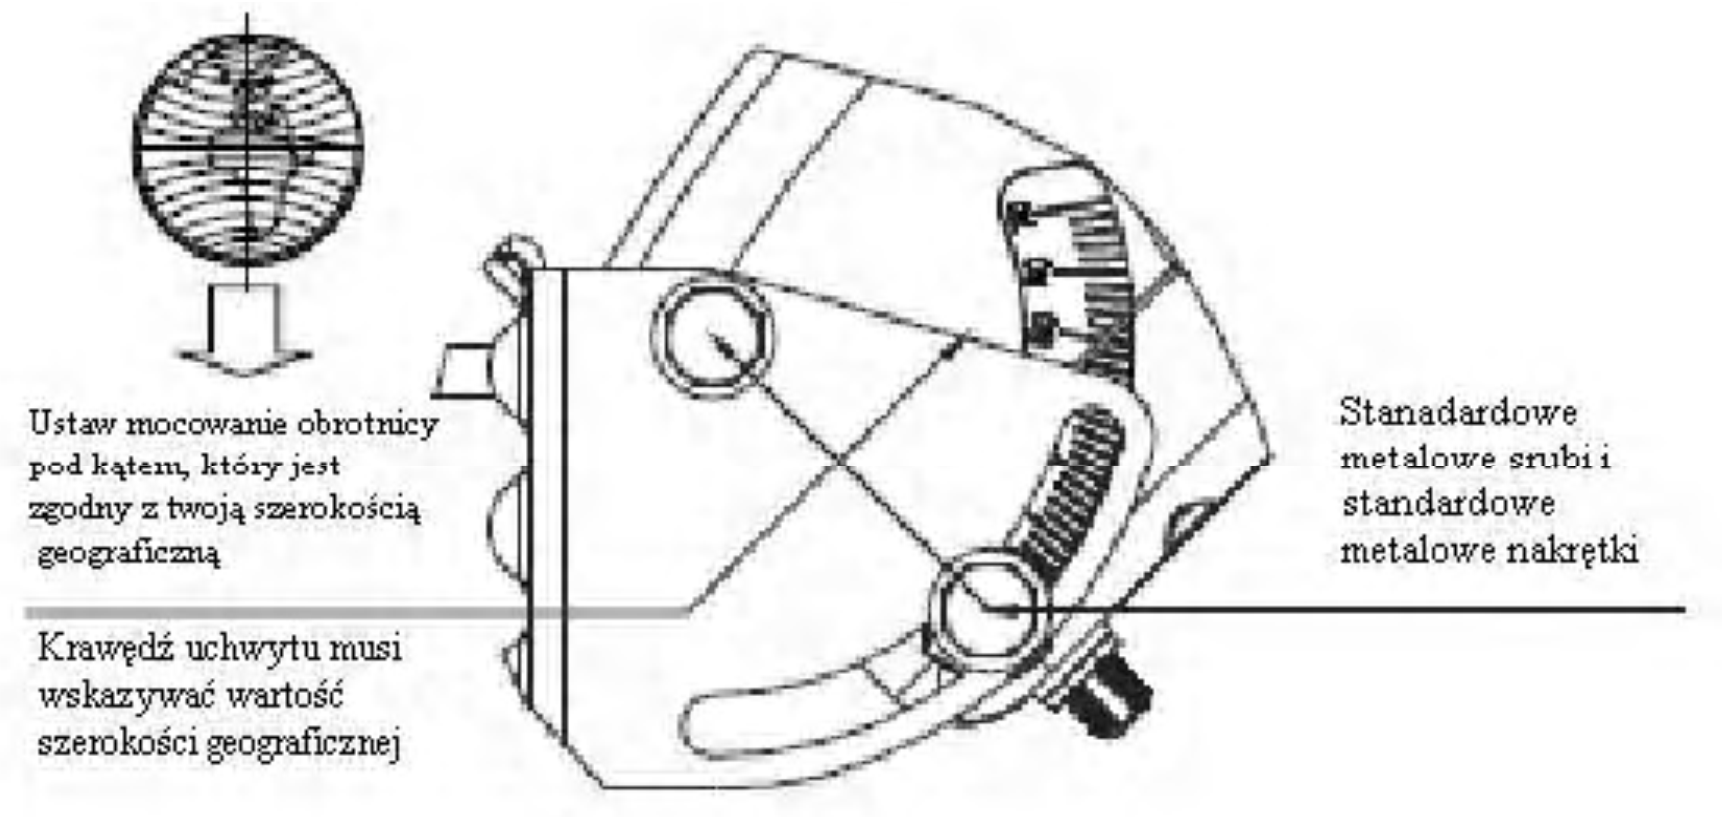 Ustaw mocowanie obrotnicy
pod kątem, który jest
zgodny z twoją szerokością
geograficzną
Krawędź uchwytu musi
wskazywać wartość
szerokości geograficznej
Stanadardowe
metalowe srubi i
standardowe
metalowe nakrętki